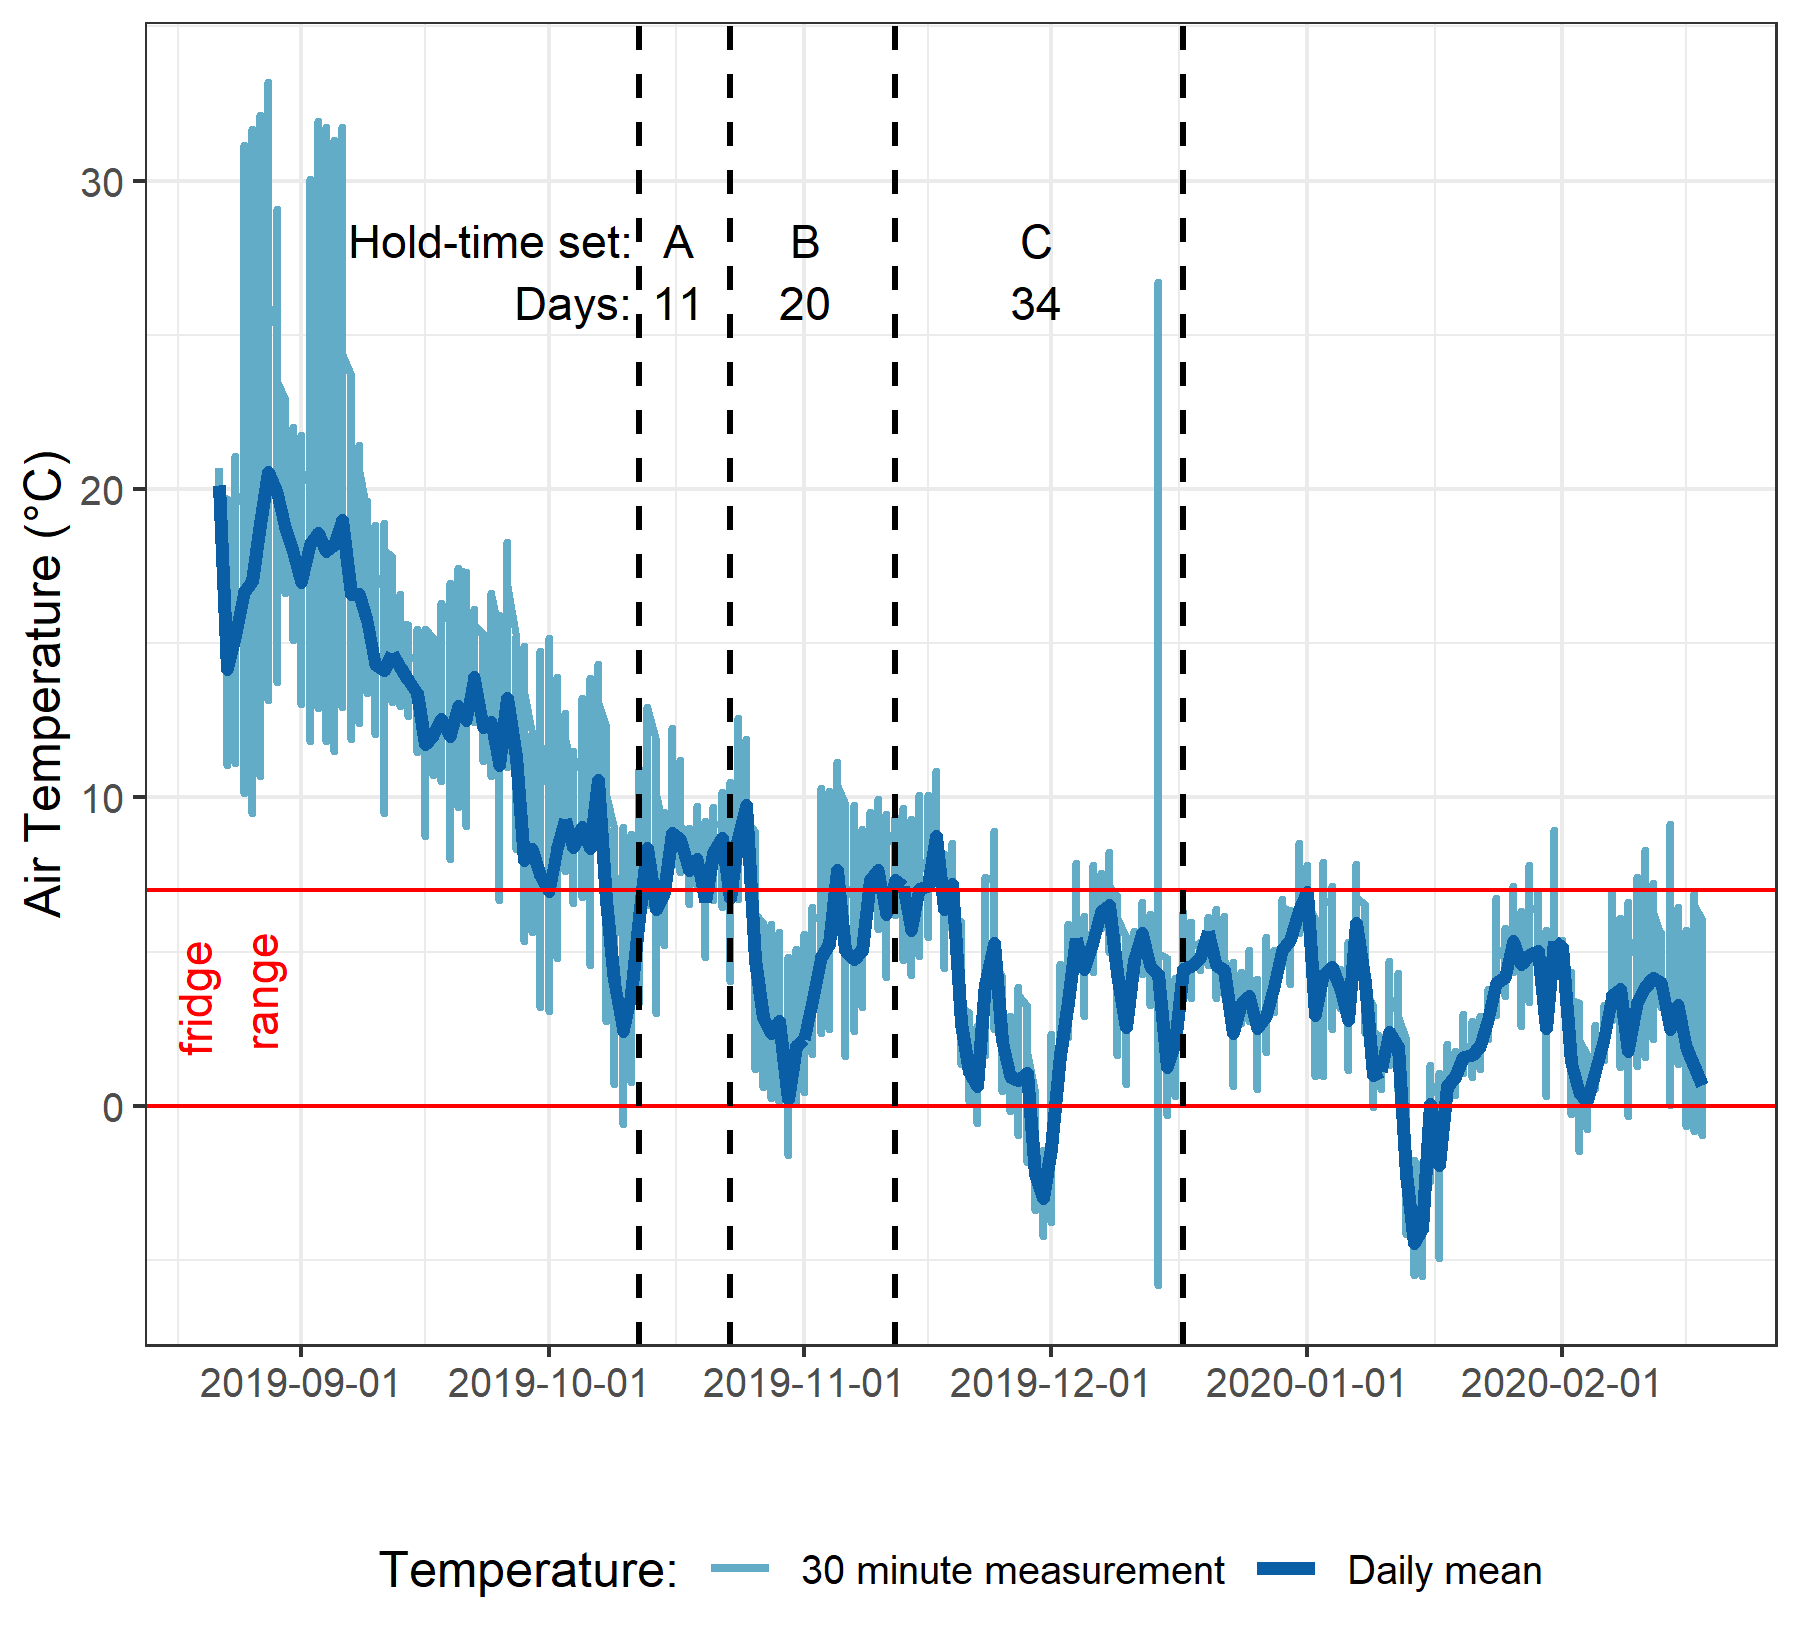 Air Temperature (°C)
30
20
10
0
Hold-time set: A B C
Days: 11 20 34
fridge
range
2019-09-01 2019-10-01 2019-11-01 2019-12-01 2020-01-01 2020-02-01
Temperature: 30 minute measurement Daily mean